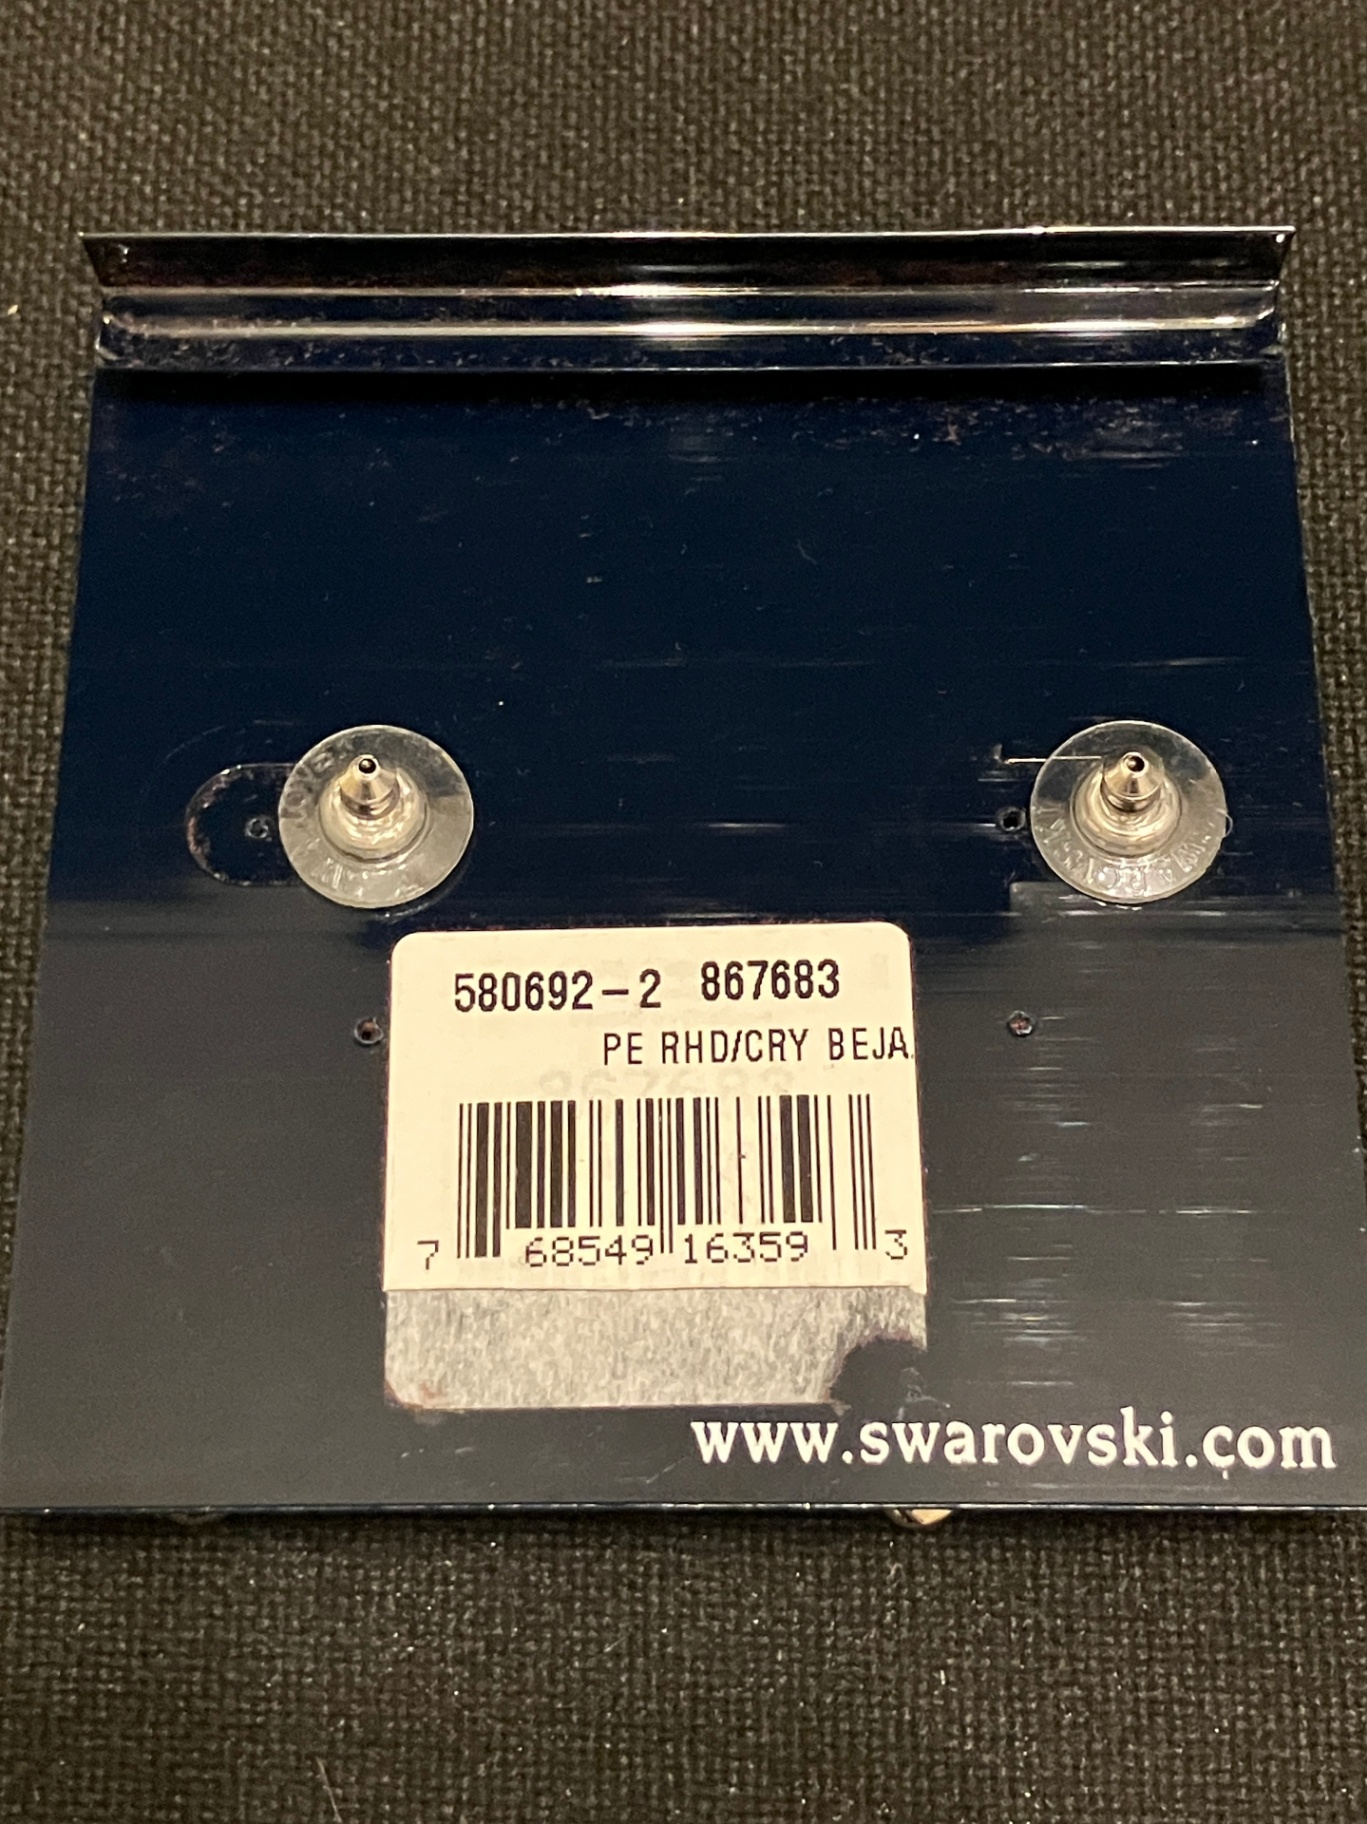 580692-2 867683
PE RHD/CRY BEJA
7 68549 16359 3
www.swarovski.com